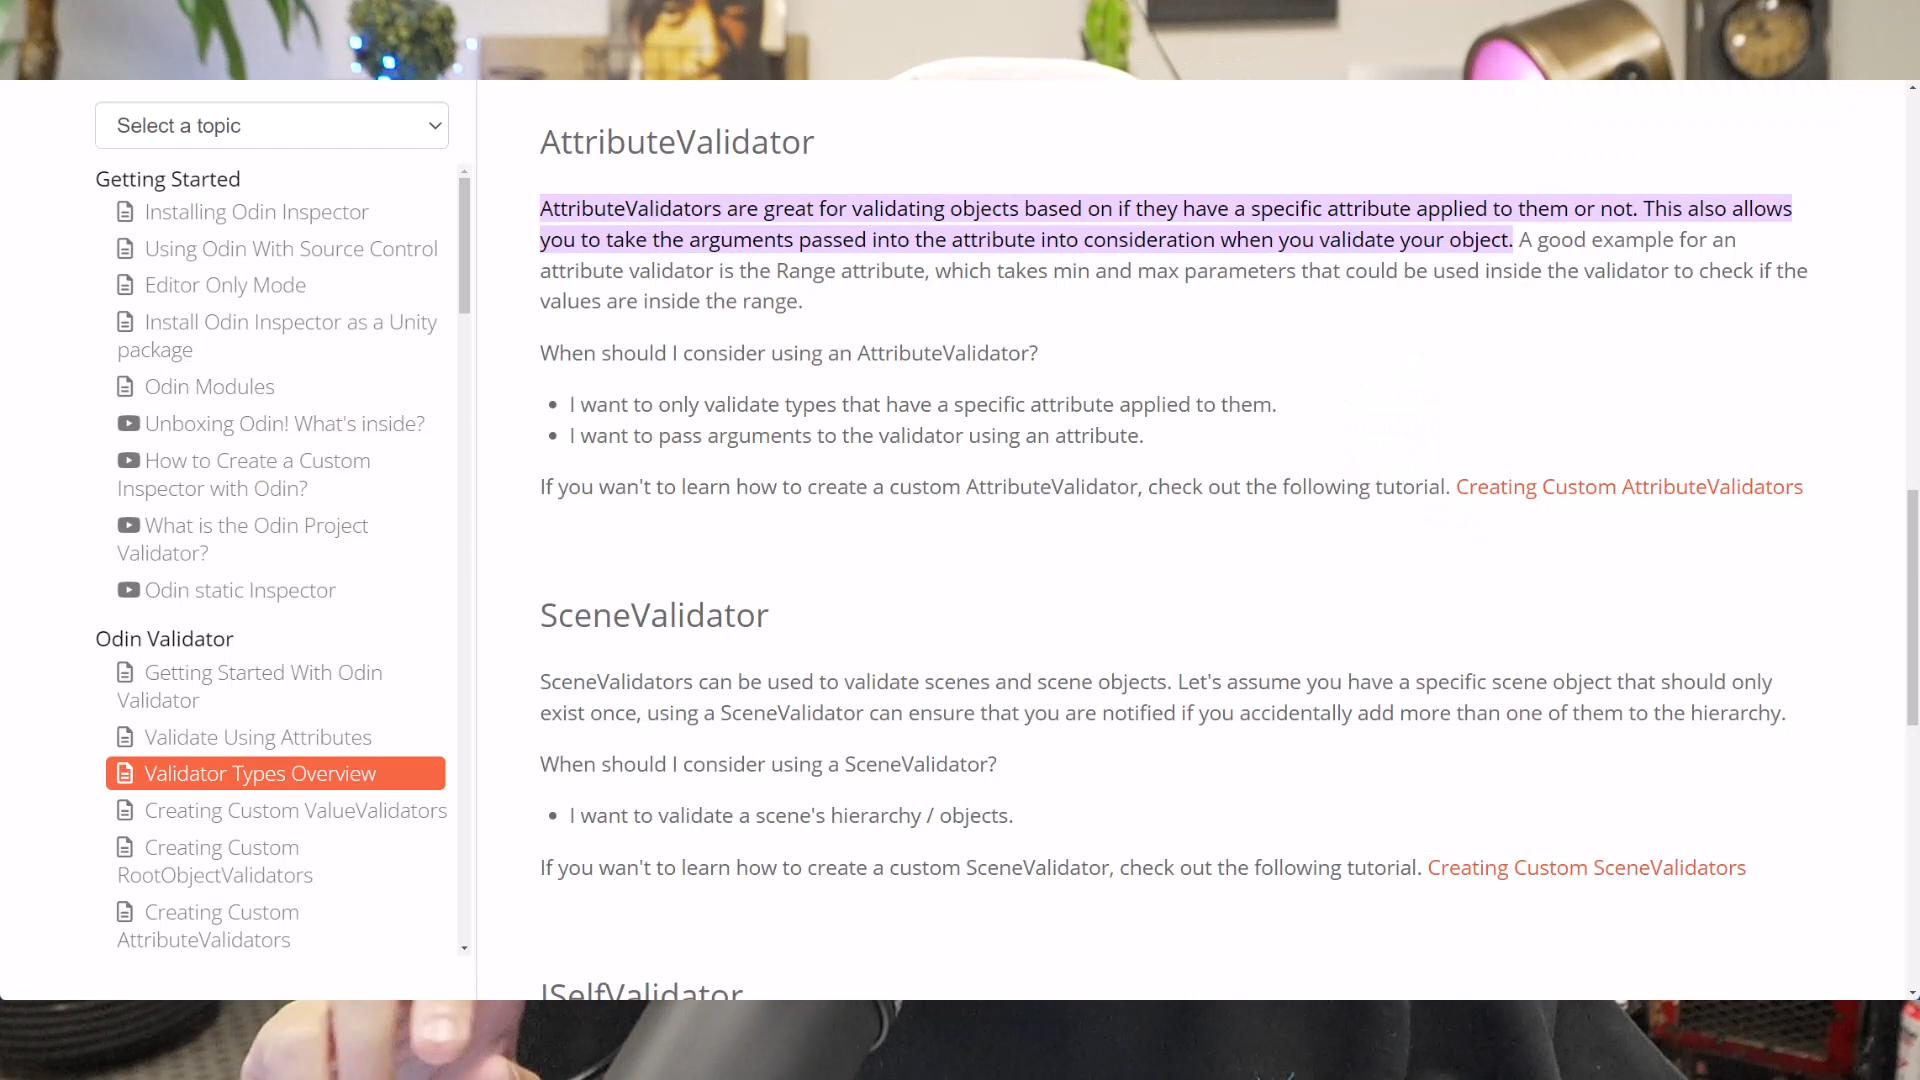 Select a topic
Getting Started
Installing Odin Inspector
Using Odin With Source Control
Editor Only Mode
Install Odin Inspector as a Unity
package
Odin Modules
Unboxing Odin! What's inside?
How to Create a Custom
Inspector with Odin?
What is the Odin Project
Validator?
Odin static Inspector
Odin Validator
Getting Started With Odin
Validator
Validate Using Attributes
Validator Types Overview
Creating Custom ValueValidators
Creating Custom
RootObjectValidators
Creating Custom
AttributeValidators
AttributeValidator
AttributeValidators are great for validating objects based on if they have a specific attribute applied to them or not. This also allows
you to take the arguments passed into the attribute into consideration when you validate your object. A good example for an
attribute validator is the Range attribute, which takes min and max parameters that could be used inside the validator to check if the
values are inside the range.
When should I consider using an AttributeValidator?
• I want to only validate types that have a specific attribute applied to them.
• I want to pass arguments to the validator using an attribute.
If you wan't to learn how to create a custom AttributeValidator, check out the following tutorial. Creating Custom AttributeValidators
SceneValidator
SceneValidators can be used to validate scenes and scene objects. Let's assume you have a specific scene object that should only
exist once, using a SceneValidator can ensure that you are notified if you accidentally add more than one of them to the hierarchy.
When should I consider using a SceneValidator?
• I want to validate a scene's hierarchy / objects.
If you wan't to learn how to create a custom SceneValidator, check out the following tutorial. Creating Custom SceneValidators
ISelfValidator